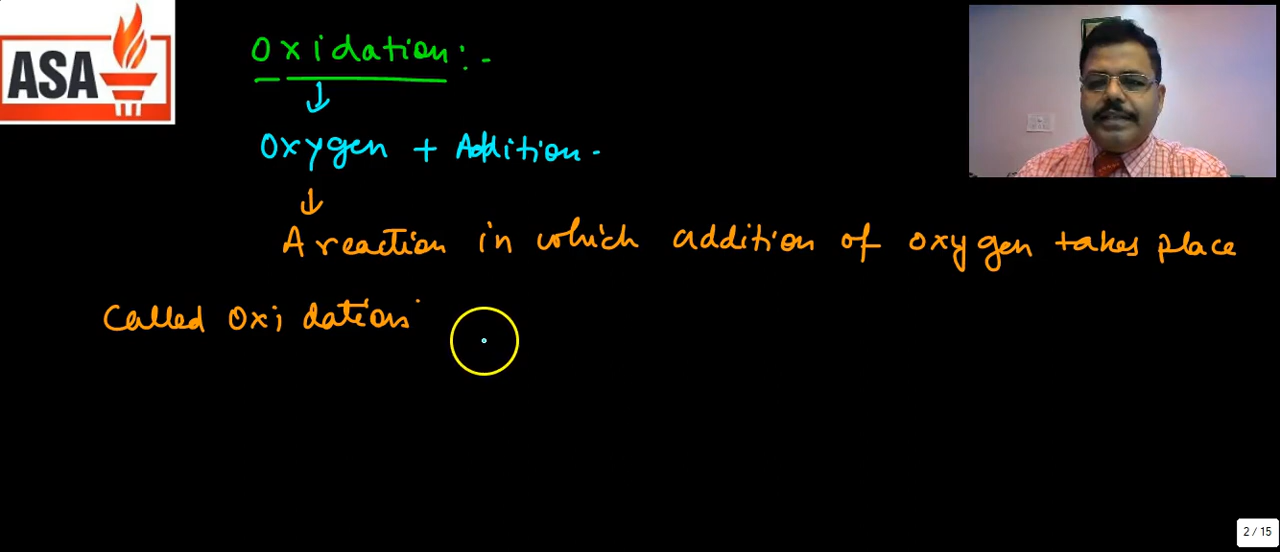 ASA
Oxidation:-
Oxygen + Addition-
A reaction in which addition of oxygen takes place
Called Oxidation
2 / 15